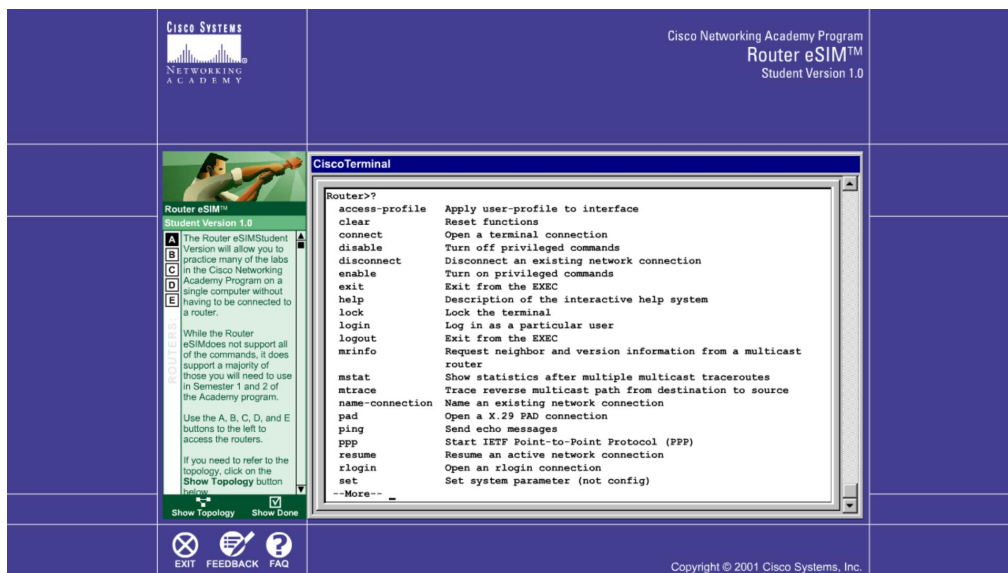 CISCO SYSTEMS
NETWORKING
ACADEMY
Cisco Networking Academy Program
Router eSIM™
Student Version 1.0
Router eSIM™
Student Version 1.0
A
B
C
D
E
ROUTERS:
The Router eSIMStudent
Version will allow you to
practice many of the labs
in the Cisco Networking
Academy Program on a
single computer without
having to be connected to
a router.
While the Router
eSIMdoes not support all
of the commands, it does
support a majority of
those you will need to use
in Semester 1 and 2 of
the Academy program.
Use the A, B, C, D, and E
buttons to the left to
access the routers.
If you need to refer to the
topology, click on the
Show Topology button
below
Show Topology Show Done
CiscoTerminal
Router>?
access-profile Apply user-profile to interface
clear Reset functions
connect Open a terminal connection
disable Turn off privileged commands
disconnect Disconnect an existing network connection
enable Turn on privileged commands
exit Exit from the EXEC
help Description of the interactive help system
lock Lock the terminal
login Log in as a particular user
logout Exit from the EXEC
mrinfo Request neighbor and version information from a multicast
router
mstat Show statistics after multiple multicast traceroutes
mtrace Trace reverse multicast path from destination to source
name-connection Name an existing network connection
pad Open a X.29 PAD connection
ping Send echo messages
ppp Start IETF Point-to-Point Protocol (PPP)
resume Resume an active network connection
rlogin Open an rlogin connection
set Set system parameter (not config)
--More-- _
EXIT FEEDBACK FAQ
Copyright © 2001 Cisco Systems, Inc.